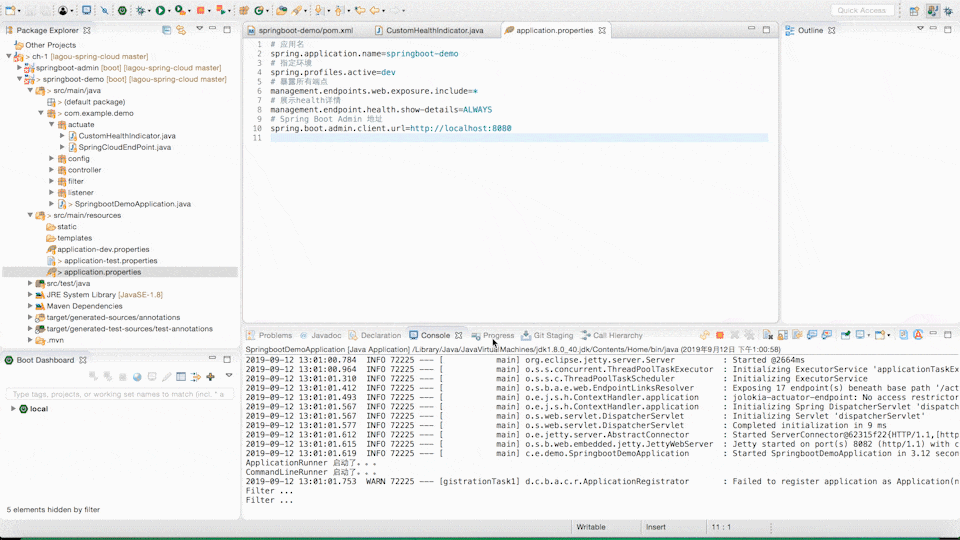 Quick Access
Package Explorer
Other Projects
> ch-1 [lagou-spring-cloud master]
springboot-admin [boot] [lagou-spring-cloud master]
> springboot-demo [boot] [lagou-spring-cloud master]
> src/main/java
> (default package)
> com.example.demo
actuate
CustomHealthIndicator.java
SpringCloudEndPoint.java
config
controller
filter
listener
> SpringbootDemoApplication.java
> src/main/resources
static
templates
application-dev.properties
> application-test.properties
> application.properties
src/test/java
JRE System Library [JavaSE-1.8]
Maven Dependencies
target/generated-sources/annotations
target/generated-test-sources/test-annotations
> .mvn
Boot Dashboard
Type tags, projects, or working set names to match (incl. * a
local
5 elements hidden by filter
springboot-demo/pom.xml
CustomHealthIndicator.java
application.properties
1 # 应用名
2 spring.application.name=springboot-demo
3 # 指定环境
4 spring.profiles.active=dev
5 # 暴露所有端点
6 management.endpoints.web.exposure.include=*
7 # 展示health详情
8 management.endpoint.health.show-details=ALWAYS
9 # Spring Boot Admin 地址
10 spring.boot.admin.client.url=http://localhost:8080
11
Outline
Problems
Javadoc
Declaration
Console
Progress
Git Staging
Call Hierarchy
SpringbootDemoApplication [Java Application] /Library/Java/JavaVirtualMachines/jdk1.8.0_40.jdk/Contents/Home/bin/java (2019年9月12日 下午1:00:58)
2019-09-12 13:01:00.764 INFO 72225 --- [ main] org.eclipse.jetty.server.Server : Started @2664ms
2019-09-12 13:01:00.964 INFO 72225 --- [ main] o.s.s.concurrent.ThreadPoolTaskExecutor : Initializing ExecutorService 'applicationTaskEx
2019-09-12 13:01:01.310 INFO 72225 --- [ main] o.s.s.c.ThreadPoolTaskScheduler : Initializing ExecutorService
2019-09-12 13:01:01.412 INFO 72225 --- [ main] o.s.b.a.e.web.EndpointLinksResolver : Exposing 17 endpoint(s) beneath base path '/act
2019-09-12 13:01:01.493 INFO 72225 --- [ main] o.e.j.s.h.ContextHandler.application : jolokia-actuator-endpoint: No access restrictor
2019-09-12 13:01:01.567 INFO 72225 --- [ main] o.e.j.s.h.ContextHandler.application : Initializing Spring DispatcherServlet 'dispatch
2019-09-12 13:01:01.567 INFO 72225 --- [ main] o.s.web.servlet.DispatcherServlet : Initializing Servlet 'dispatcherServlet'
2019-09-12 13:01:01.577 INFO 72225 --- [ main] o.s.web.servlet.DispatcherServlet : Completed initialization in 9 ms
2019-09-12 13:01:01.612 INFO 72225 --- [ main] o.e.jetty.server.AbstractConnector : Started ServerConnector@62315f22{HTTP/1.1,[http
2019-09-12 13:01:01.615 INFO 72225 --- [ main] o.s.b.web.embedded.jetty.JettyWebServer : Jetty started on port(s) 8082 (http/1.1) with c
2019-09-12 13:01:01.619 INFO 72225 --- [ main] c.e.demo.SpringbootDemoApplication : Started SpringbootDemoApplication in 3.12 secon
ApplicationRunner 启动了。。。
CommandLineRunner 启动了。。。
2019-09-12 13:01:01.753 WARN 72225 --- [gistrationTask1] d.c.b.a.c.r.ApplicationRegistrator : Failed to register application as Application(n
Filter ...
Filter ...
Writable
Insert
11 : 1